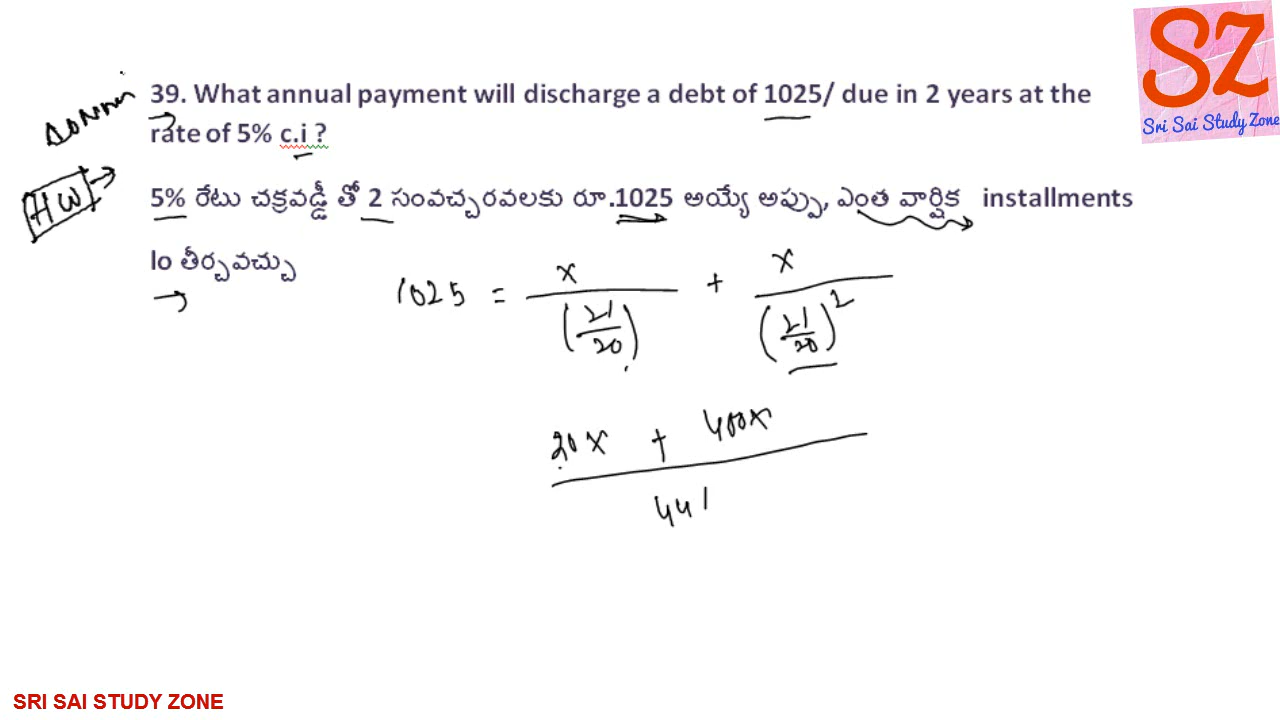 SZ
Sri Sai Study Zone
39. What annual payment will discharge a debt of 1025/ due in 2 years at the
rate of 5% c.i ?
HW
5% రేటు చక్రవడ్డీ తో 2 సంవచ్చరవలకు రూ.1025 అయ్యే అప్పు, ఎంత వార్షిక installments
lo తీర్చవచ్చు
1025 = x / (21/20) + x / (21/20)²
20x + 400x
441
SRI SAI STUDY ZONE